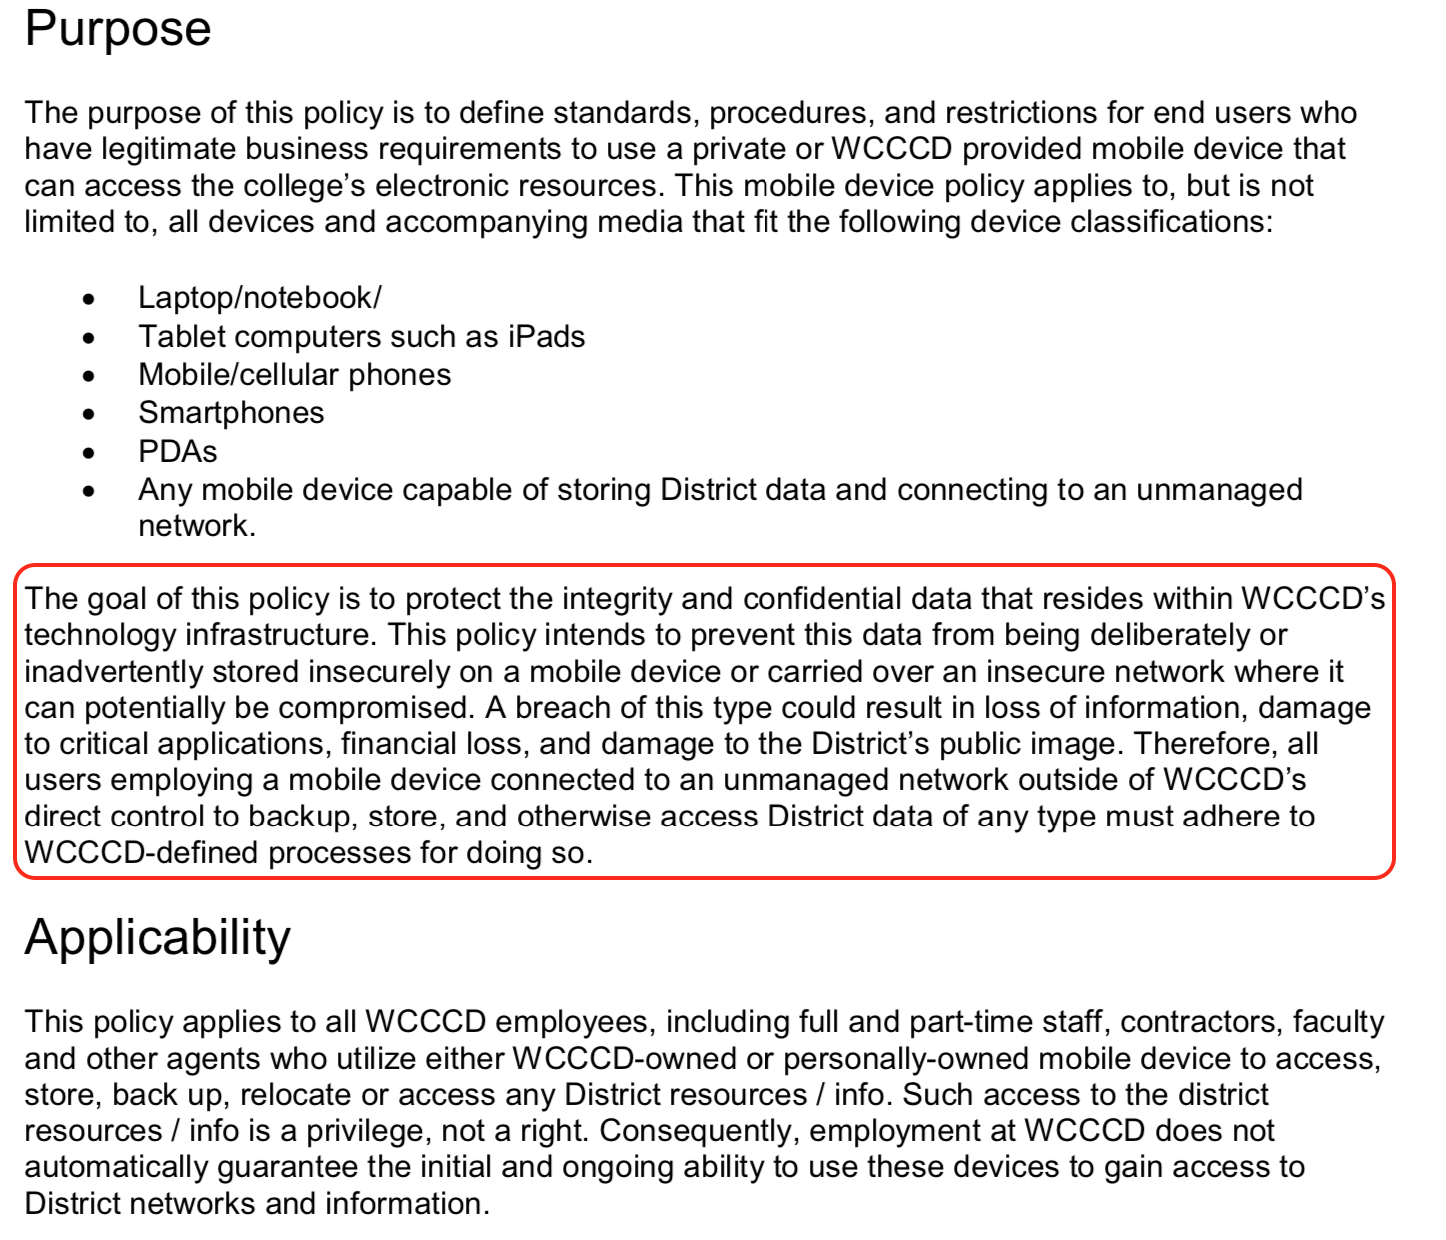 Purpose
The purpose of this policy is to define standards, procedures, and restrictions for end users who
have legitimate business requirements to use a private or WCCCD provided mobile device that
can access the college’s electronic resources. This mobile device policy applies to, but is not
limited to, all devices and accompanying media that fit the following device classifications:
• Laptop/notebook/
• Tablet computers such as iPads
• Mobile/cellular phones
• Smartphones
• PDAs
• Any mobile device capable of storing District data and connecting to an unmanaged
network.
The goal of this policy is to protect the integrity and confidential data that resides within WCCCD’s
technology infrastructure. This policy intends to prevent this data from being deliberately or
inadvertently stored insecurely on a mobile device or carried over an insecure network where it
can potentially be compromised. A breach of this type could result in loss of information, damage
to critical applications, financial loss, and damage to the District’s public image. Therefore, all
users employing a mobile device connected to an unmanaged network outside of WCCCD’s
direct control to backup, store, and otherwise access District data of any type must adhere to
WCCCD-defined processes for doing so.
Applicability
This policy applies to all WCCCD employees, including full and part-time staff, contractors, faculty
and other agents who utilize either WCCCD-owned or personally-owned mobile device to access,
store, back up, relocate or access any District resources / info. Such access to the district
resources / info is a privilege, not a right. Consequently, employment at WCCCD does not
automatically guarantee the initial and ongoing ability to use these devices to gain access to
District networks and information.